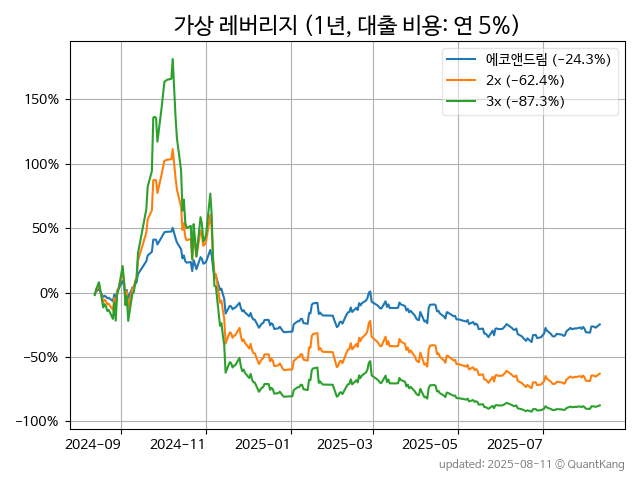 가상 레버리지 (1년, 대출 비용: 연 5%)
에코앤드림 (−24.3%)
2x (−62.4%)
3x (−87.3%)
150%
100%
50%
0%
−50%
−100%
2024-09 2024-11 2025-01 2025-03 2025-05 2025-07
updated: 2025-08-11 © QuantKang